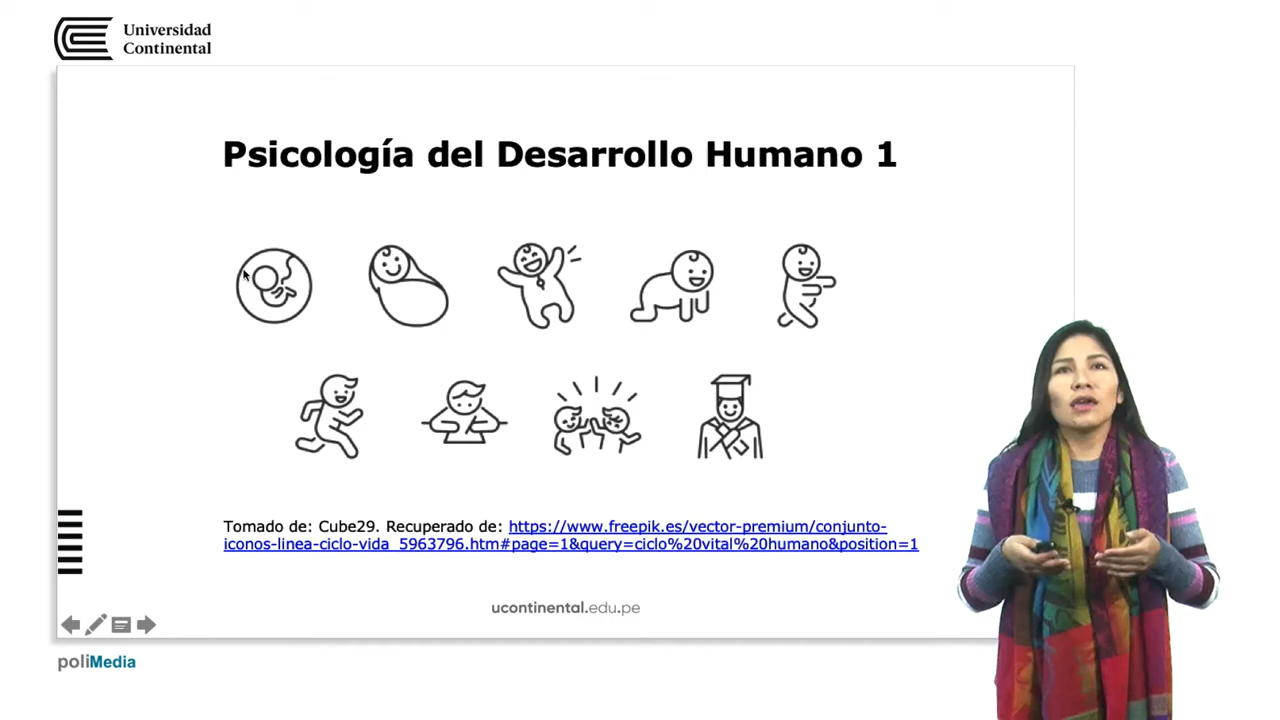 Universidad
Continental
Psicología del Desarrollo Humano 1
Tomado de: Cube29. Recuperado de: https://www.freepik.es/vector-premium/conjunto-
iconos-linea-ciclo-vida_5963796.htm#page=1&query=ciclo%20vital%20humano&position=1
ucontinental.edu.pe
poliMedia